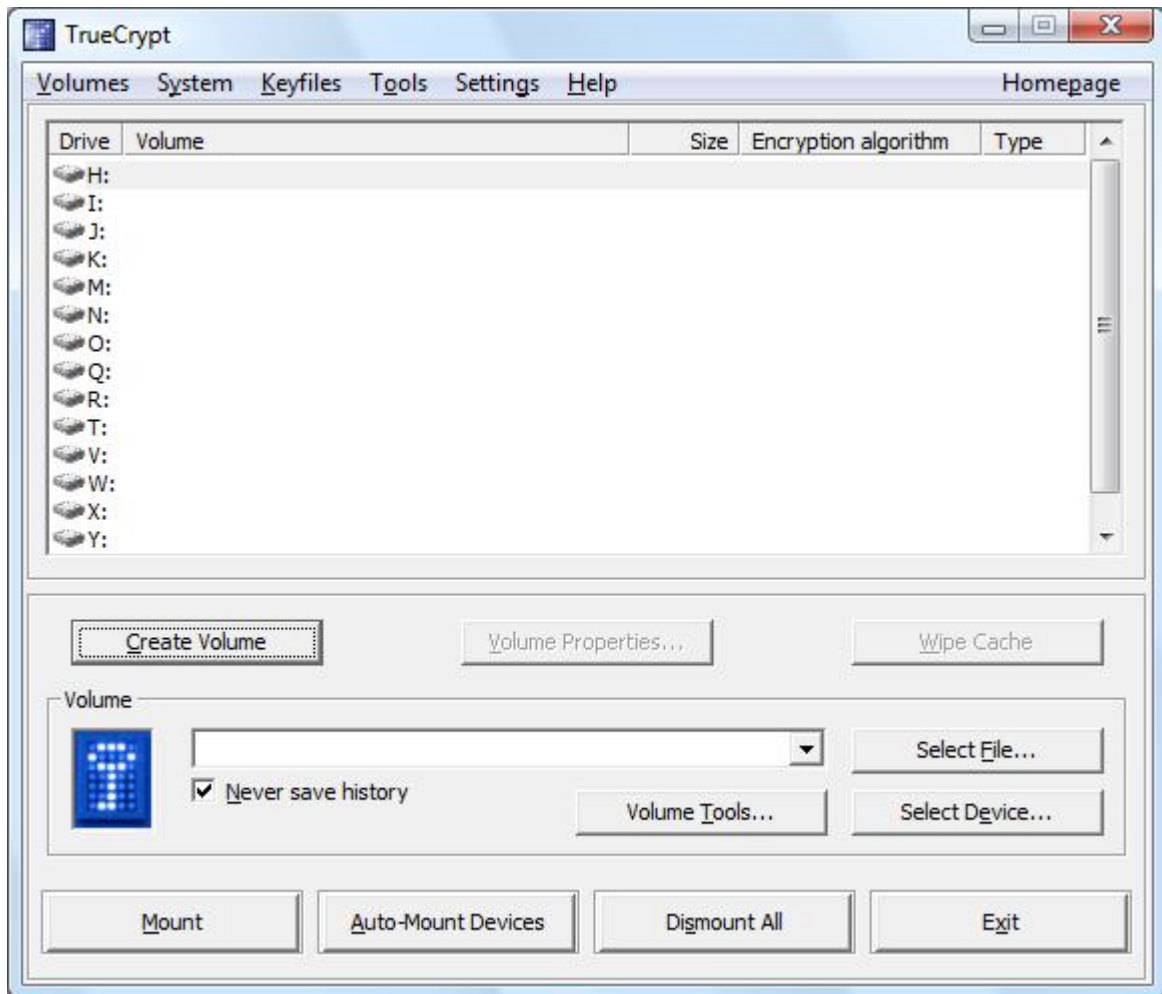 TrueCrypt
Volumes System Keyfiles Tools Settings Help Homepage
Drive Volume Size Encryption algorithm Type
H:
I:
J:
K:
M:
N:
O:
Q:
R:
T:
V:
W:
X:
Y:
Create Volume Volume Properties... Wipe Cache
Volume
Select File...
Never save history
Volume Tools... Select Device...
Mount Auto-Mount Devices Dismount All Exit